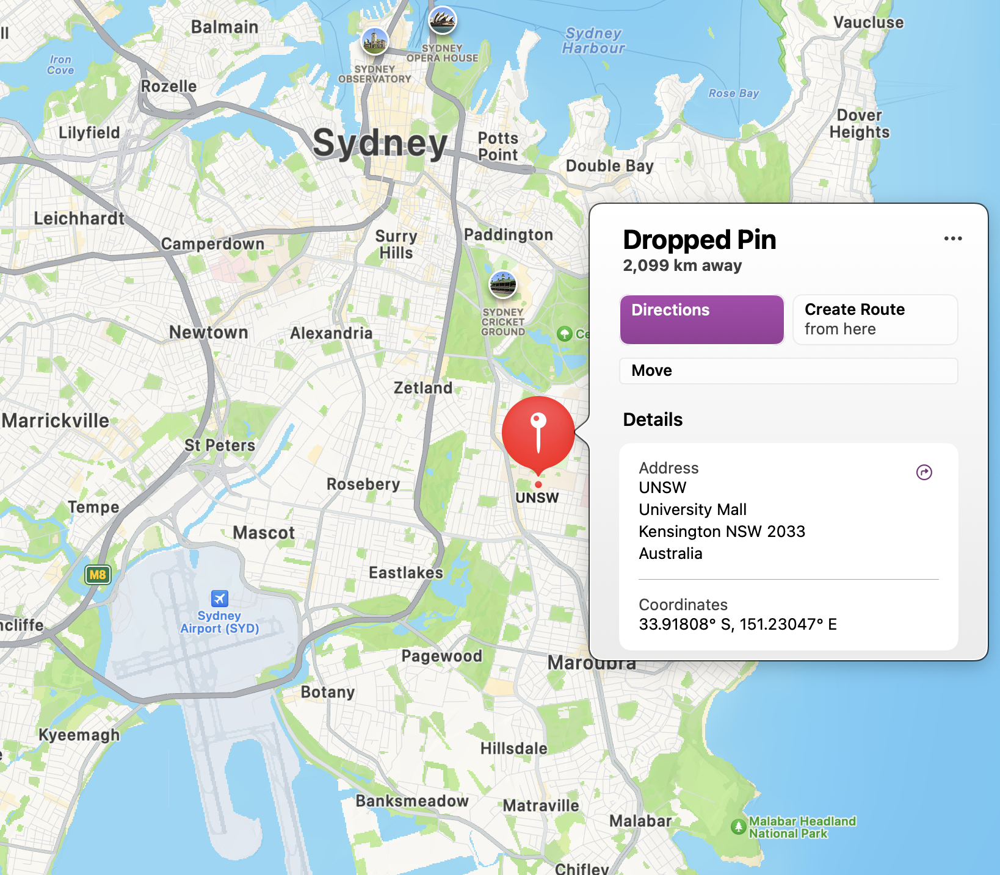 Balmain
Vaucluse
ll
SYDNEY
OPERA HOUSE
Sydney
Harbour
Iron
Cove
SYDNEY
OBSERVATORY
Rozelle
Rose Bay
Lilyfield
Sydney
Potts
Point
Dover
Heights
Double Bay
Leichhardt
Camperdown
Surry
Hills
Paddington
Dropped Pin
2,099 km away
Directions
Create Route
from here
Move
Details
Address
UNSW
University Mall
Kensington NSW 2033
Australia
Coordinates
33.91808° S, 151.23047° E
SYDNEY
CRICKET
GROUND
Ce
Newtown
Alexandria
Zetland
Marrickville
St Peters
UNSW
Rosebery
Tempe
Mascot
M8
Eastlakes
Sydney
Airport (SYD)
ncliffe
Pagewood
Maroubra
Botany
Kyeemagh
Hillsdale
e
Banksmeadow
Matraville
Malabar
Malabar Headland
National Park
Chifley